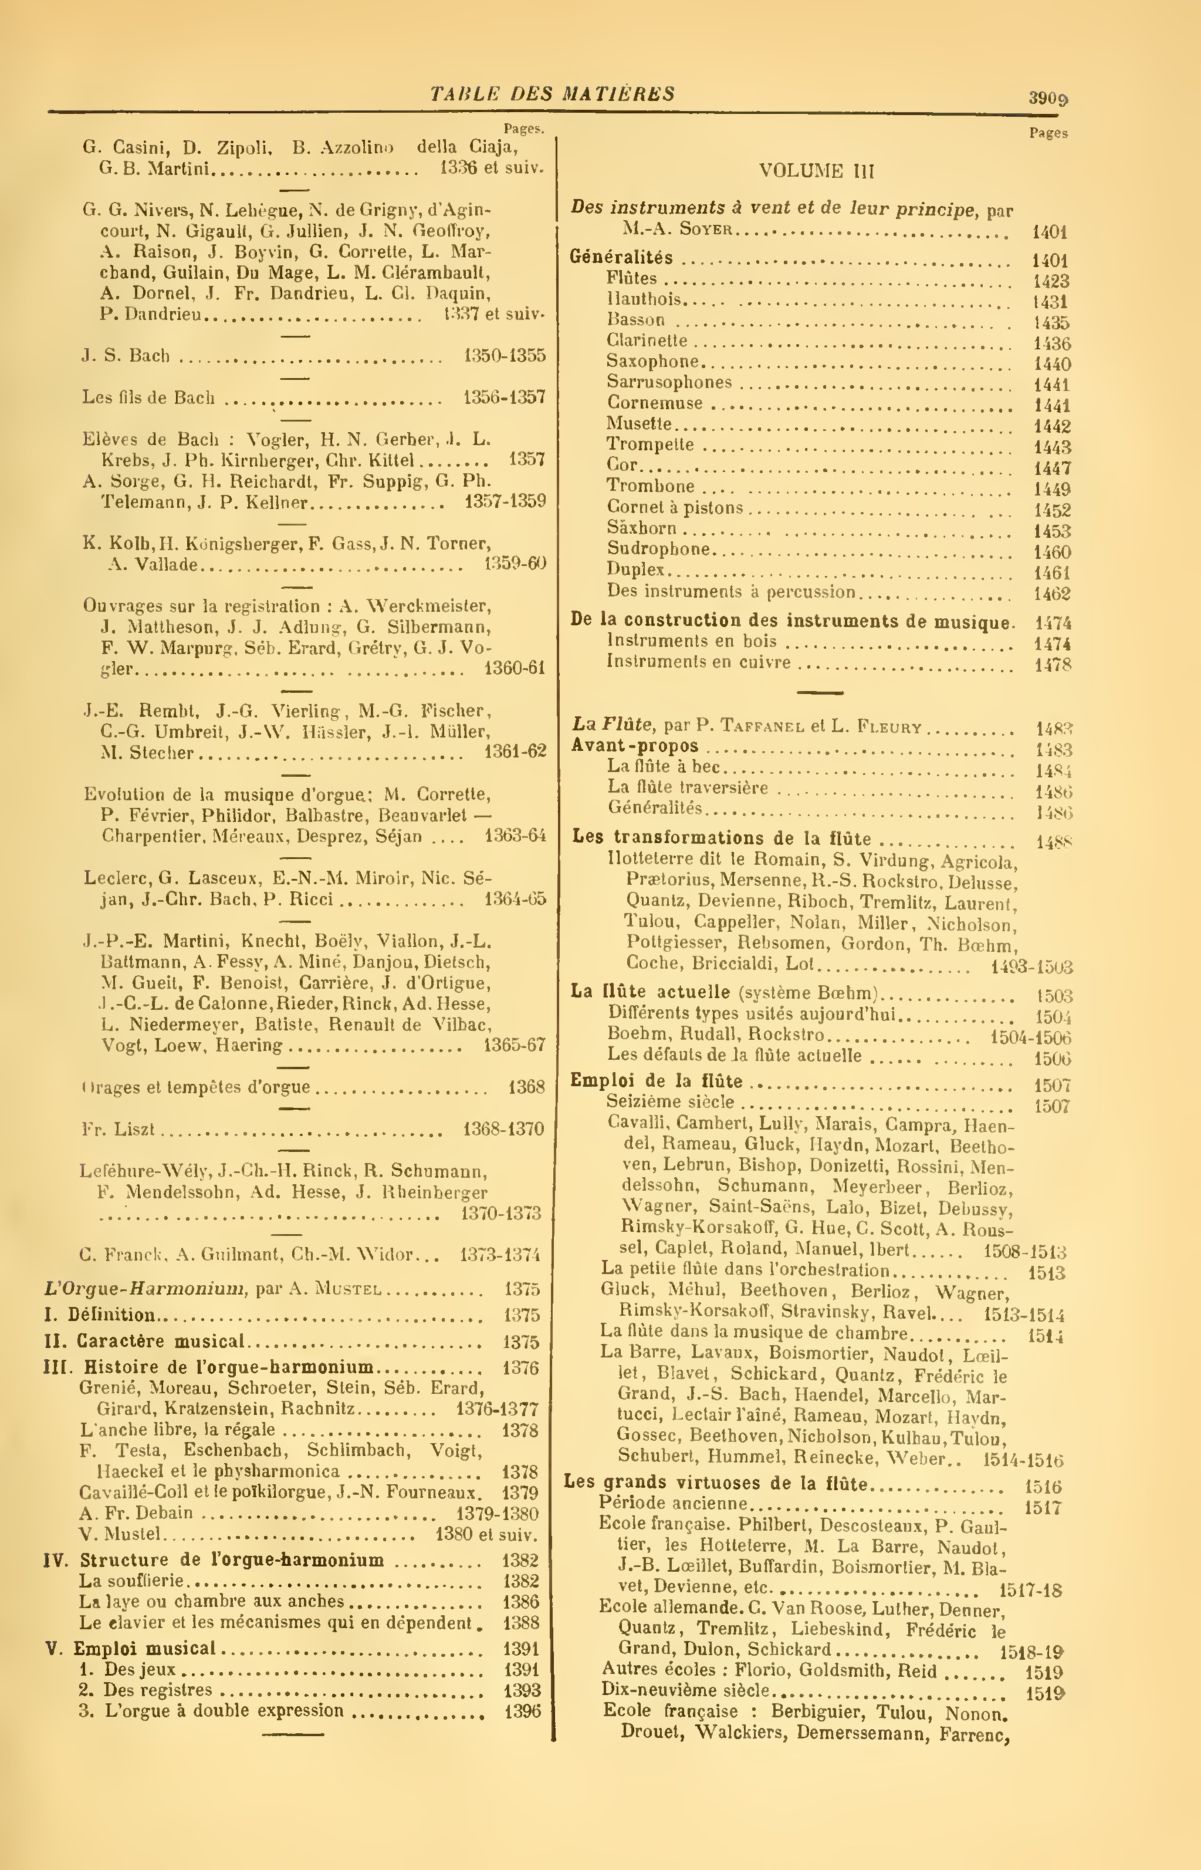 TABLE DES MATIÈRES
3909
Pages.
G. Casini, D. Zipoli, B. Azzolino della Ciaja,
G. B. Martini........................ 1336 et suiv.
G. G. Nivers, N. Lebègue, N. de Grigny, d'Agin-
court, N. Gigault, G. Jullien, J. N. Geoffroy,
A. Raison, J. Boyvin, G. Corrette, L. Mar-
chand, Guilain, Du Mage, L. M. Clérambault,
A. Dornel, J. Fr. Dandrieu, L. Cl. Daquin,
P. Dandrieu........................ 1337 et suiv.
J. S. Bach ........................ 1350-1355
Les fils de Bach ........................ 1356-1357
Elèves de Bach : Vogler, H. N. Gerber, J. L.
Krebs, J. Ph. Kirnberger, Chr. Kittel ........ 1357
A. Sorge, G. H. Reichardt, Fr. Suppig, G. Ph.
Telemann, J. P. Kellner............... 1357-1359
K. Kolb, H. Königsberger, F. Gass, J. N. Torner,
A. Vallade........................ 1359-60
Ouvrages sur la registration : A. Werckmeister,
J. Mattheson, J. J. Adlung, G. Silbermann,
F. W. Marpurg, Séb. Erard, Grétry, G. J. Vo-
gler........................ 1360-61
J.-E. Rembt, J.-G. Vierling, M.-G. Fischer,
C.-G. Umbreit, J.-W. Hässler, J.-I. Müller,
M. Stecher........................ 1361-62
Evolution de la musique d'orgue : M. Corrette,
P. Février, Philidor, Balbastre, Beauvarlet —
Charpentier, Méreaux, Desprez, Séjan .... 1363-64
Leclerc, G. Lasceux, E.-N.-M. Miroir, Nic. Sé-
jan, J.-Chr. Bach, P. Ricci .............. 1364-65
J.-P.-E. Martini, Knecht, Boëly, Viallon, J.-L.
Battmann, A. Fessy, A. Miné, Danjou, Dietsch,
M. Gueit, F. Benoist, Carrière, J. d'Ortigue,
J.-C.-L. de Calonne, Rieder, Rinck, Ad. Hesse,
L. Niedermeyer, Batiste, Renault de Vilbac,
Vogt, Loew, Haering .................. 1365-67
Orages et tempêtes d'orgue .................. 1368
Fr. Liszt ........................ 1368-1370
Lefébure-Wély, J.-Ch.-H. Rinck, R. Schumann,
F. Mendelssohn, Ad. Hesse, J. Rheinberger
........................ 1370-1373
C. Franck, A. Guilmant, Ch.-M. Widor... 1373-1374
L'Orgue-Harmonium, par A. MUSTEL ........... 1375
I. Définition........................ 1375
II. Caractère musical........................ 1375
III. Histoire de l'orgue-harmonium........... 1376
Grenié, Moreau, Schroeter, Stein, Séb. Erard,
Girard, Kratzenstein, Rachnitz......... 1376-1377
L'anche libre, la régale ...................... 1378
F. Testa, Eschenbach, Schlimbach, Voigt,
Haeckel et le physharmonica ............... 1378
Cavaillé-Coll et le poïkilorgue, J.-N. Fourneaux. 1379
A. Fr. Debain ........................ 1379-1380
V. Mustel........................ 1380 et suiv.
IV. Structure de l'orgue-harmonium .......... 1382
La soufflerie........................ 1382
La laye ou chambre aux anches............... 1386
Le clavier et les mécanismes qui en dépendent. 1388
V. Emploi musical........................ 1391
1. Des jeux........................ 1391
2. Des registres ........................ 1393
3. L'orgue à double expression ............... 1396
Pages
VOLUME III
Des instruments à vent et de leur principe, par
M.-A. SOYER........................ 1401
Généralités ........................ 1401
Flûtes ........................ 1423
Hautbois........................ 1431
Basson ........................ 1435
Clarinette ........................ 1436
Saxophone........................ 1440
Sarrusophones ........................ 1441
Cornemuse ........................ 1441
Musette........................ 1442
Trompette ........................ 1443
Cor........................ 1447
Trombone ........................ 1449
Cornet à pistons ........................ 1452
Saxhorn ........................ 1453
Sudrophone........................ 1460
Duplex........................ 1461
Des instruments à percussion................. 1462
De la construction des instruments de musique. 1474
Instruments en bois ........................ 1474
Instruments en cuivre ........................ 1478
La Flûte, par P. TAFFANEL et L. FLEURY .......... 1483
Avant-propos ........................ 1483
La flûte à bec........................ 1484
La flûte traversière ........................ 1486
Généralités........................ 1486
Les transformations de la flûte ............... 1488
Hotteterre dit le Romain, S. Virdung, Agricola,
Prætorius, Mersenne, R.-S. Rockstro, Delusse,
Quantz, Devienne, Riboch, Tremlitz, Laurent,
Tulou, Cappeller, Nolan, Miller, Nicholson,
Pottgiesser, Rebsomen, Gordon, Th. Bœhm,
Coche, Briccialdi, Lot.................. 1493-1503
La flûte actuelle (système Bœhm)............... 1503
Différents types usités aujourd'hui............. 1504
Boehm, Rudall, Rockstro................ 1504-1506
Les défauts de la flûte actuelle ............... 1506
Emploi de la flûte ........................ 1507
Seizième siècle ........................ 1507
Cavalli, Cambert, Lully, Marais, Campra, Haen-
del, Rameau, Gluck, Haydn, Mozart, Beetho-
ven, Lebrun, Bishop, Donizetti, Rossini, Men-
delssohn, Schumann, Meyerbeer, Berlioz,
Wagner, Saint-Saëns, Lalo, Bizet, Debussy,
Rimsky-Korsakoff, G. Hue, C. Scott, A. Rous-
sel, Caplet, Roland, Manuel, Ibert...... 1508-1513
La petite flûte dans l'orchestration............. 1513
Gluck, Méhul, Beethoven, Berlioz, Wagner,
Rimsky-Korsakoff, Stravinsky, Ravel.... 1513-1514
La flûte dans la musique de chambre........... 1514
La Barre, Lavaux, Boismortier, Naudot, Lœil-
let, Blavet, Schickard, Quantz, Frédéric le
Grand, J.-S. Bach, Haendel, Marcello, Mar-
tucci, Leclair l'aîné, Rameau, Mozart, Haydn,
Gossec, Beethoven, Nicholson, Kulhau, Tulou,
Schubert, Hummel, Reinecke, Weber.. 1514-1516
Les grands virtuoses de la flûte............... 1516
Période ancienne........................ 1517
Ecole française. Philbert, Descosteaux, P. Gaul-
tier, les Hotteterre, M. La Barre, Naudot,
J.-B. Lœillet, Buffardin, Boismortier, M. Bla-
vet, Devienne, etc. ........................ 1517-18
Ecole allemande. C. Van Roose, Luther, Denner,
Quantz, Tremlitz, Liebeskind, Frédéric le
Grand, Dulon, Schickard................ 1518-19
Autres écoles : Florio, Goldsmith, Reid ....... 1519
Dix-neuvième siècle........................ 1519
Ecole française : Berbiguier, Tulou, Nonon.
Drouet, Walckiers, Demerssemann, Farrenc,